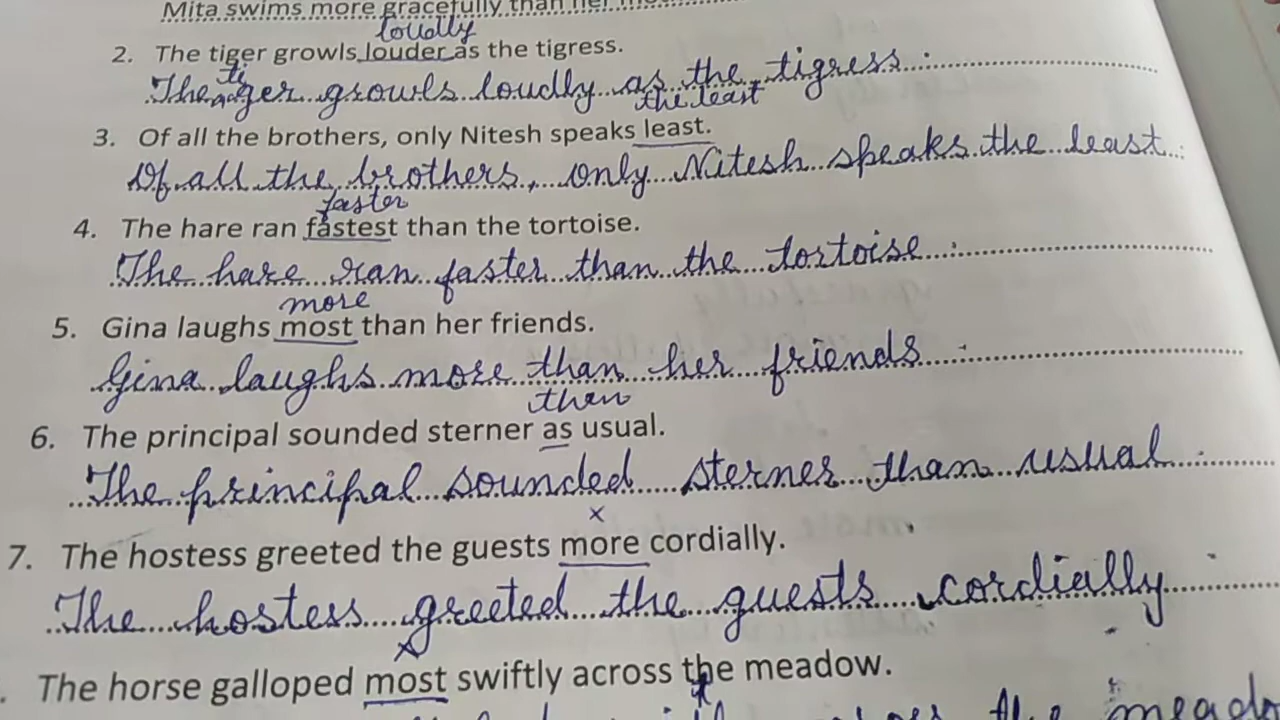 Mita swims more gracefully than her
loudly
2. The tiger growls louder as the tigress.
The tiger growls loudly as the tigress.
the least
3. Of all the brothers, only Nitesh speaks least.
Of all the brothers, only Nitesh speaks the least.
faster
4. The hare ran fastest than the tortoise.
The hare ran faster than the tortoise.
more
5. Gina laughs most than her friends.
Gina laughs more than her friends.
than
6. The principal sounded sterner as usual.
The principal sounded sterner than usual.
x
7. The hostess greeted the guests more cordially.
The hostess greeted the guests cordially.
x
The horse galloped most swiftly across the meadow.
the meado